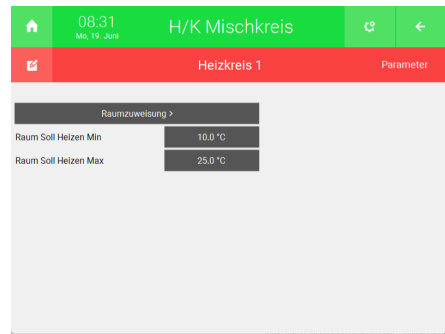 08:31
Mo, 19. Juni
H/K Mischkreis
Heizkreis 1
Parameter
Raumzuweisung >
Raum Soll Heizen Min 10.0 °C
Raum Soll Heizen Max 25.0 °C